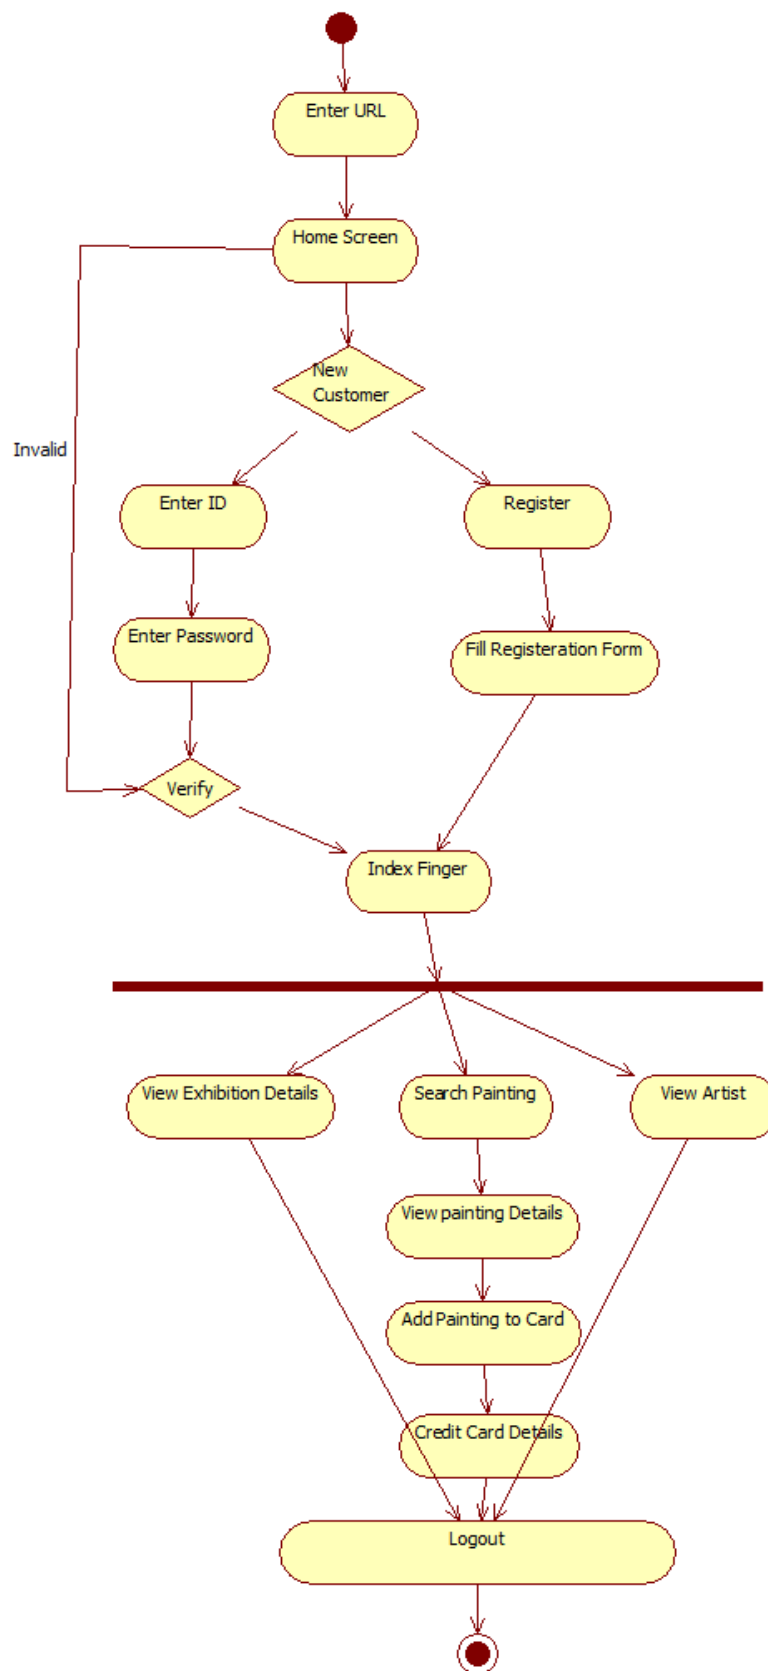 Enter URL
Home Screen
New
Customer
Invalid
Enter ID
Register
Enter Password
Fill Registeration Form
Verify
Index Finger
View Exhibition Details
Search Painting
View Artist
View painting Details
Add Painting to Card
Credit Card Details
Logout